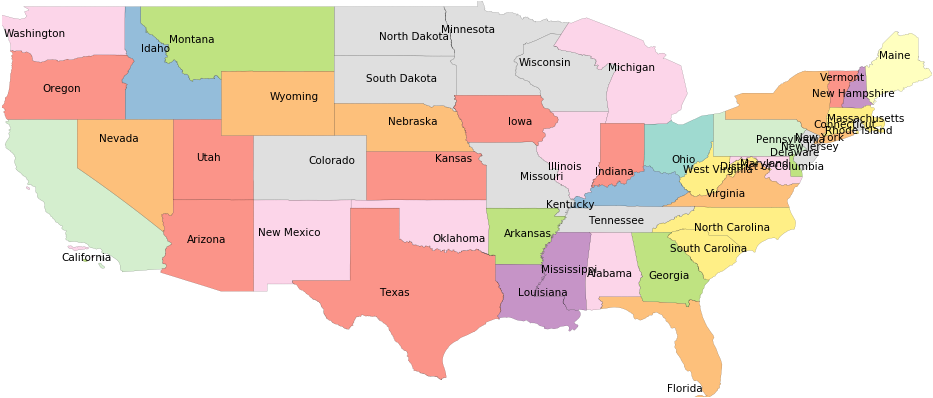 Washington
Idaho
Montana
North Dakota
Minnesota
Wisconsin
Michigan
Maine
Vermont
New Hampshire
Oregon
Wyoming
South Dakota
Nebraska
Iowa
Massachusetts
Connecticut
Rhode Island
New York
Pennsylvania
New Jersey
Delaware
Maryland
District of Columbia
Nevada
Utah
Colorado
Kansas
Missouri
Illinois
Indiana
Ohio
West Virginia
Virginia
Kentucky
California
Arizona
New Mexico
Oklahoma
Arkansas
Tennessee
North Carolina
South Carolina
Texas
Louisiana
Mississippi
Alabama
Georgia
Florida